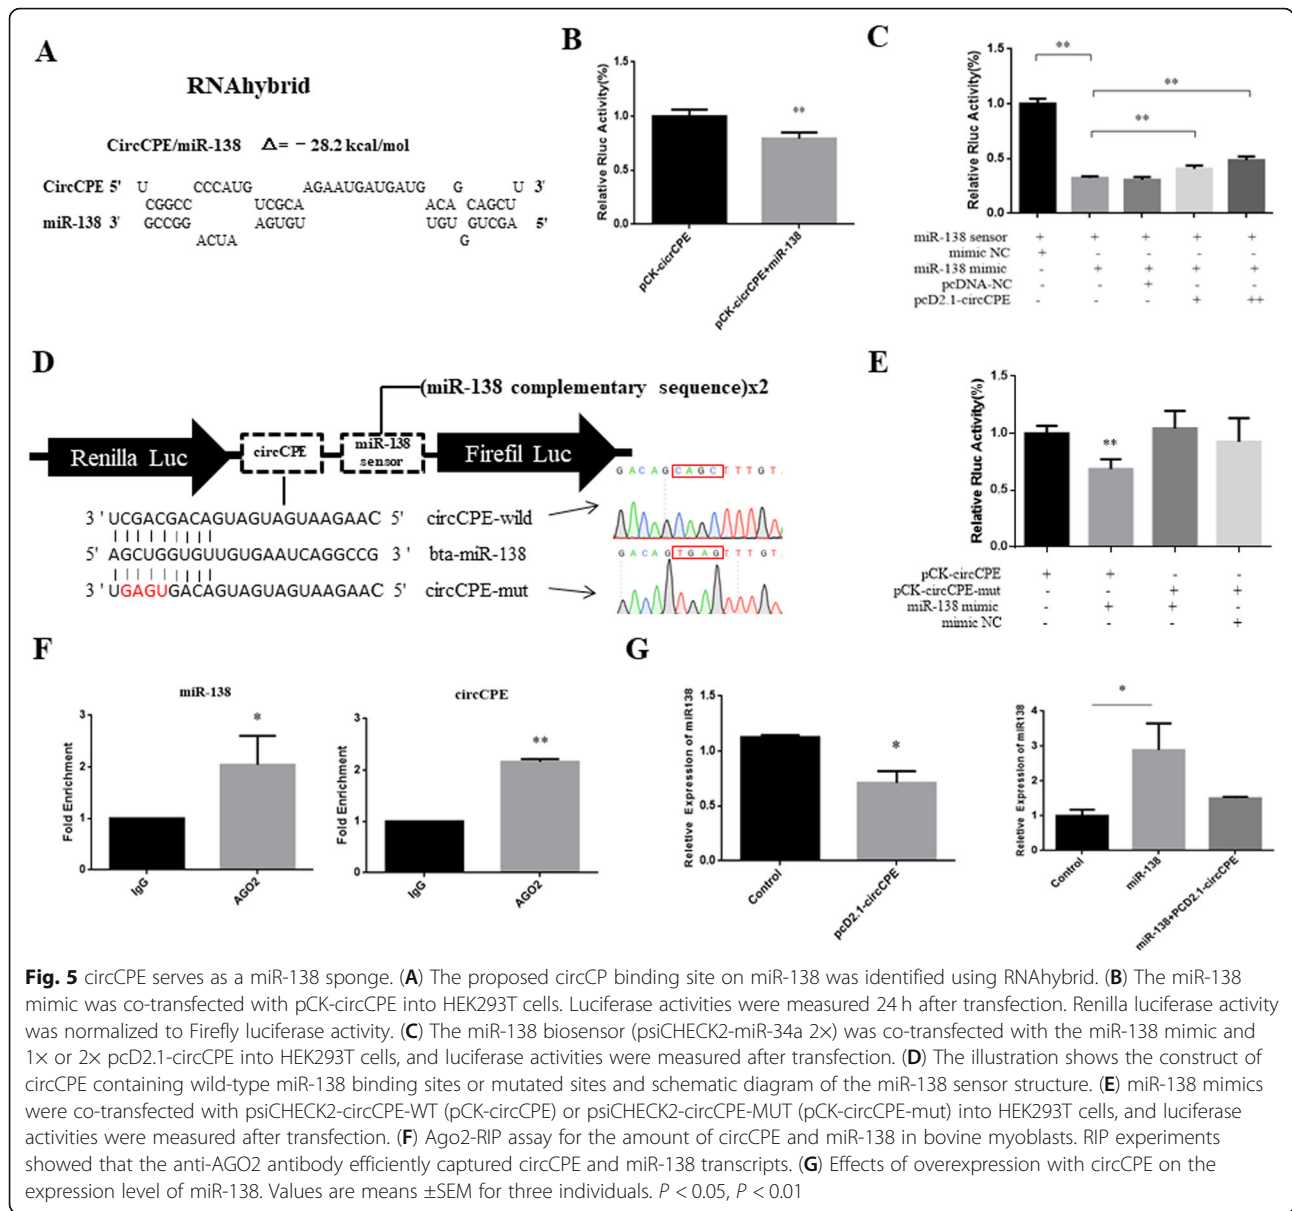 A
RNAhybrid
CircCPE/miR-138 Δ= − 28.2 kcal/mol
CircCPE 5' U CCCAUG AGAAUGAUGAUG G U 3'
CGGCC UCGCA ACA CAGCU
miR-138 3' GCCGG AGUGU UGU GUCGA 5'
ACUA G
B
Relative Rluc Activity(%)
1.5
1.0
0.5
0.0
**
pCK-cicrCPE
pCK-cicrCPE+miR-138
C
Relative Rluc Activity(%)
1.5
1.0
0.5
0.0
**
**
**
miR-138 sensor + + + + +
mimic NC + - - - -
miR-138 mimic - + + + +
pcDNA-NC - - + - -
pcD2.1-circCPE - - - + ++
D
(miR-138 complementary sequence)x2
Renilla Luc
circCPE
miR-138
sensor
Firefil Luc
3 ' UCGACGACAGUAGUAGUAAGAAC 5' circCPE-wild
5' AGCUGGUGUUGUGAAUCAGGCCG 3 ' bta-miR-138
3 ' UGAGUGACAGUAGUAGUAAGAAC 5' circCPE-mut
G A C A G C A G C T T T G T
G A C A G T G A G T T T G T
E
Relative Rluc Activity(%)
1.5
1.0
0.5
0.0
**
pCK-circCPE + + - -
pCK-circCPE-mut - - + +
miR-138 mimic - + + -
mimic NC - - - +
F
miR-138
Fold Enrichment
3
2
1
0
*
IgG
AGO2
circCPE
Fold Enrichment
3
2
1
0
**
IgG
AGO2
G
Reletive Expression of miR138
1.5
1.0
0.5
0.0
*
Control
pcD2.1-circCPE
Reletive Expression of miR138
4
3
2
1
0
*
Control
miR-138
miR-138+PCD2.1-circCPE
Fig. 5 circCPE serves as a miR-138 sponge. (A) The proposed circCP binding site on miR-138 was identified using RNAhybrid. (B) The miR-138
mimic was co-transfected with pCK-circCPE into HEK293T cells. Luciferase activities were measured 24 h after transfection. Renilla luciferase activity
was normalized to Firefly luciferase activity. (C) The miR-138 biosensor (psiCHECK2-miR-34a 2×) was co-transfected with the miR-138 mimic and
1× or 2× pcD2.1-circCPE into HEK293T cells, and luciferase activities were measured after transfection. (D) The illustration shows the construct of
circCPE containing wild-type miR-138 binding sites or mutated sites and schematic diagram of the miR-138 sensor structure. (E) miR-138 mimics
were co-transfected with psiCHECK2-circCPE-WT (pCK-circCPE) or psiCHECK2-circCPE-MUT (pCK-circCPE-mut) into HEK293T cells, and luciferase
activities were measured after transfection. (F) Ago2-RIP assay for the amount of circCPE and miR-138 in bovine myoblasts. RIP experiments
showed that the anti-AGO2 antibody efficiently captured circCPE and miR-138 transcripts. (G) Effects of overexpression with circCPE on the
expression level of miR-138. Values are means ±SEM for three individuals. P < 0.05, P < 0.01